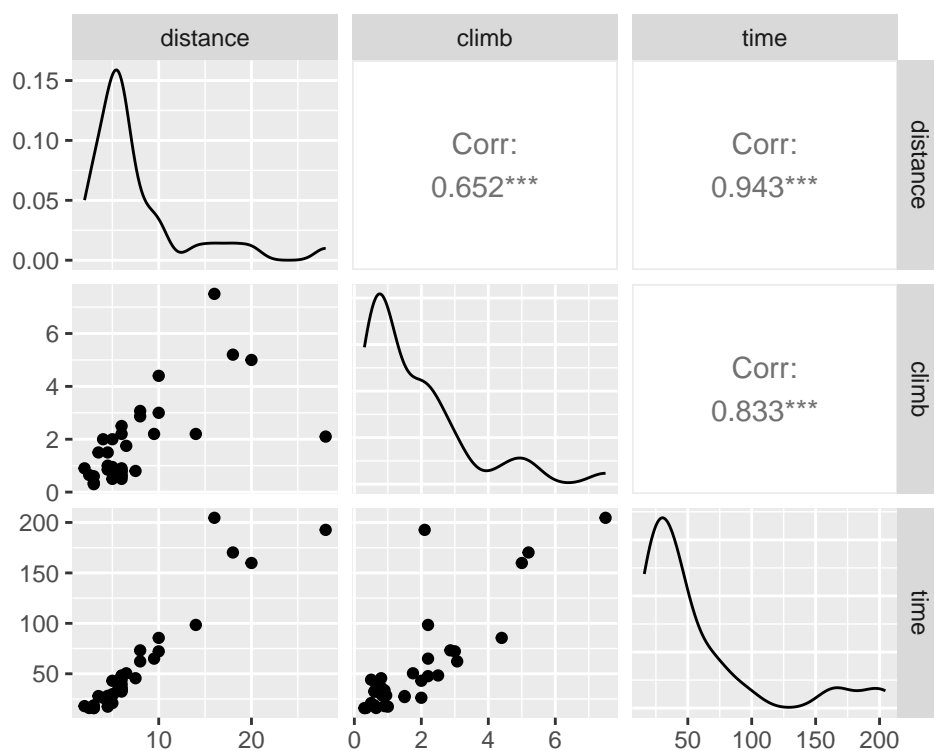 distance climb time
0.15
0.10
0.05
0.00
Corr:
0.652***
Corr:
0.943***
distance
6
4
2
0
Corr:
0.833***
climb
200
150
100
50
time
10 20 0 2 4 6 50 100 150 200